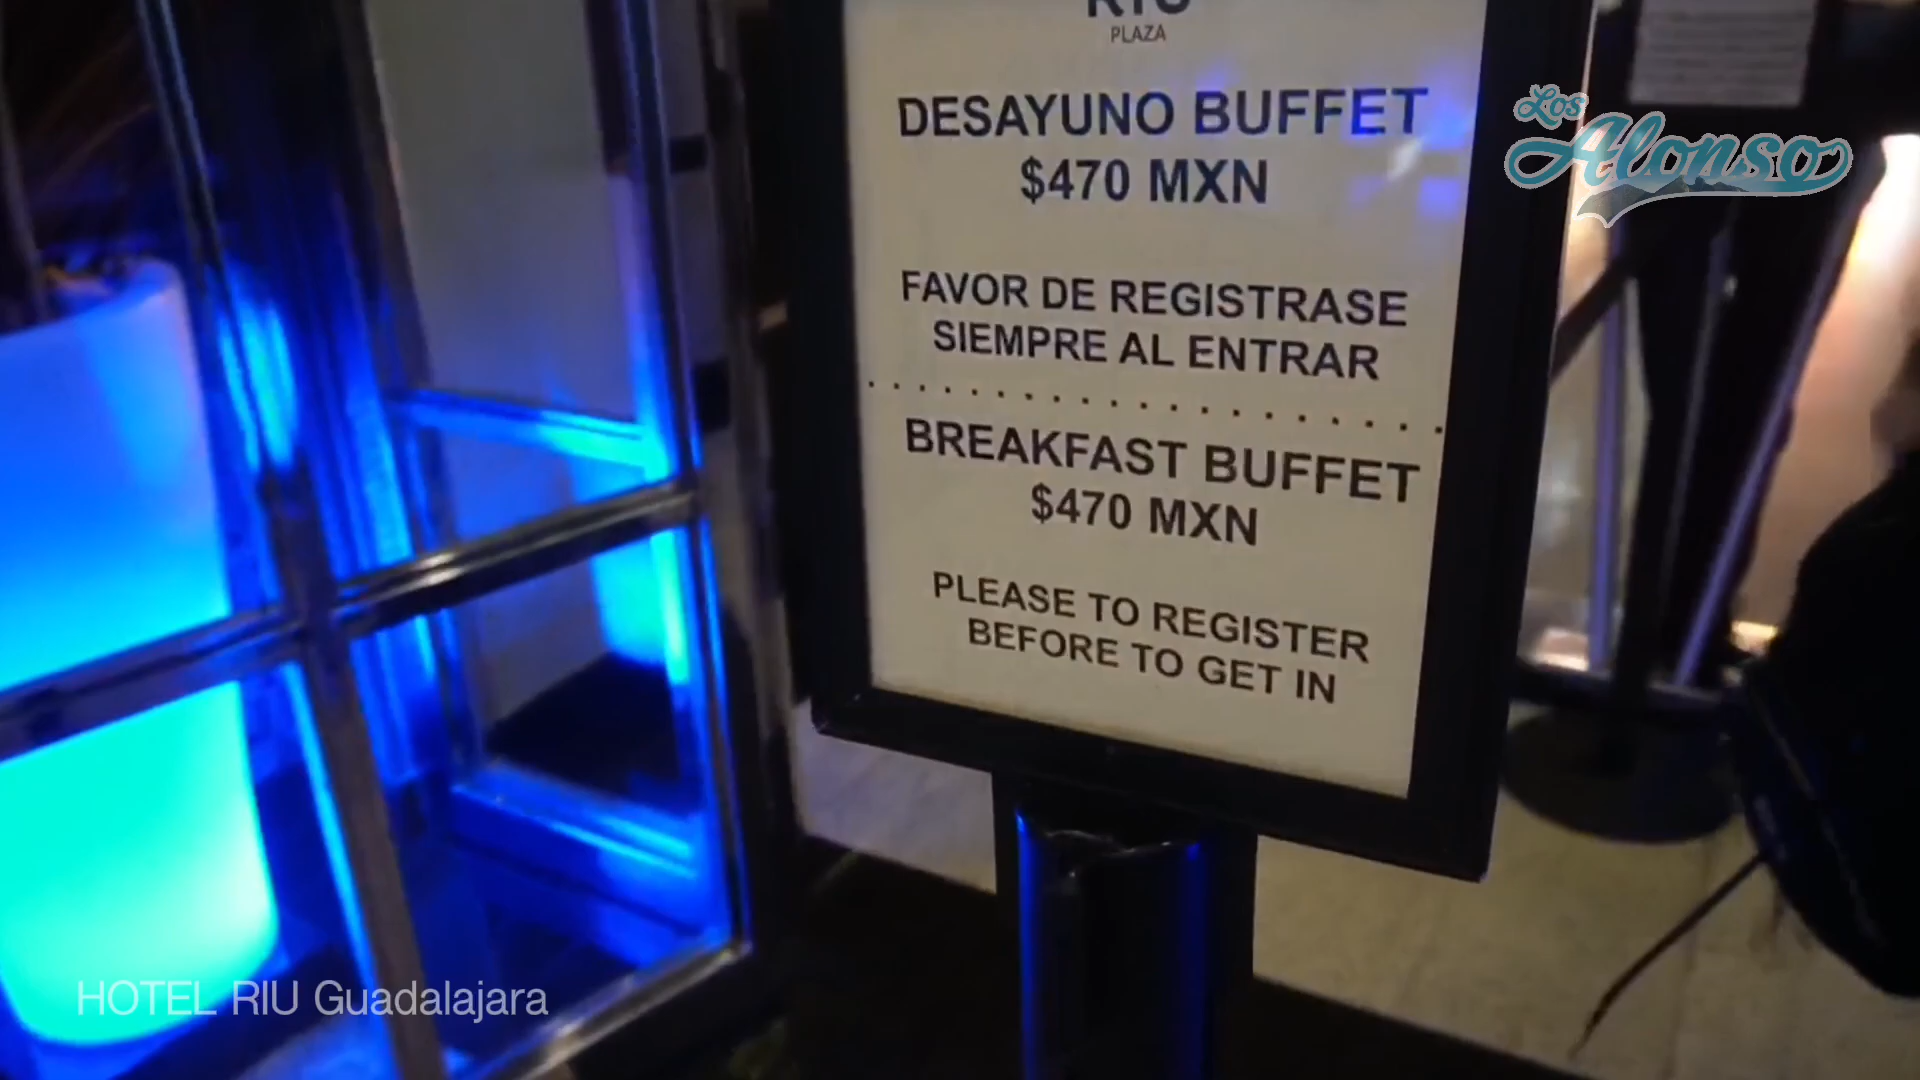 RIU
PLAZA
DESAYUNO BUFFET
$470 MXN
FAVOR DE REGISTRASE
SIEMPRE AL ENTRAR
BREAKFAST BUFFET
$470 MXN
PLEASE TO REGISTER
BEFORE TO GET IN
Los
Alonso
HOTEL RIU Guadalajara